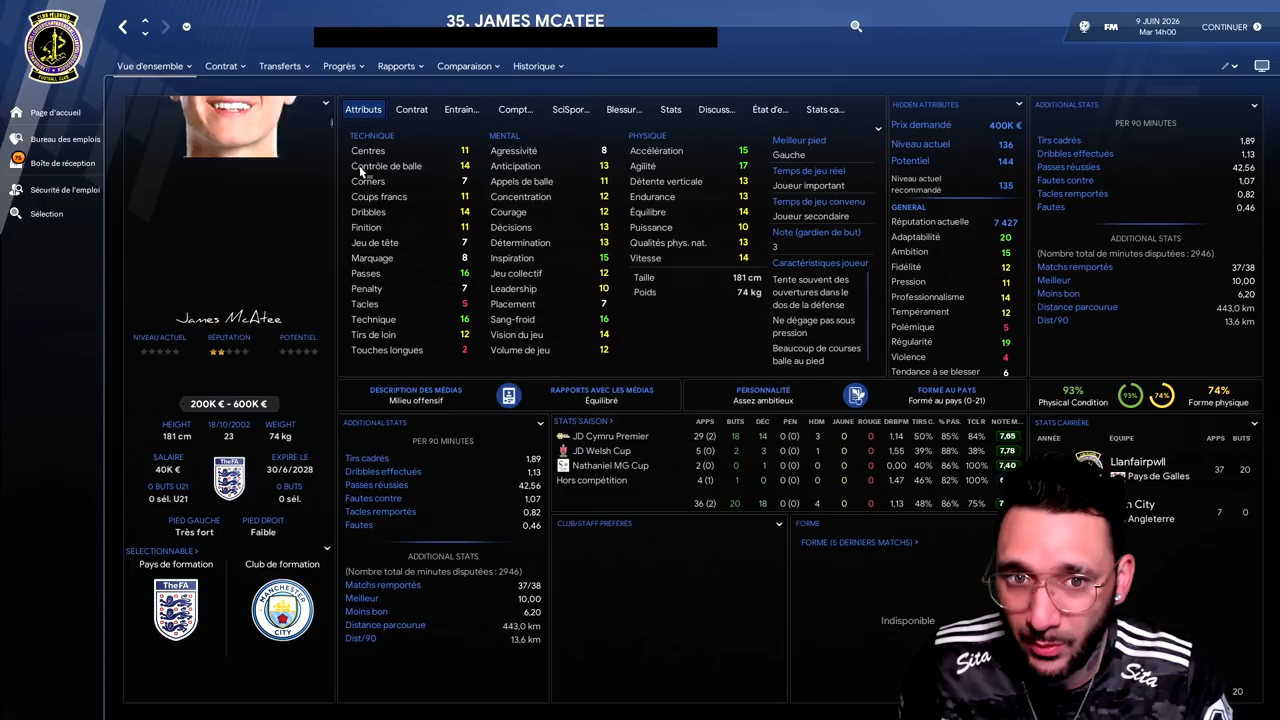 35. JAMES MCATEE
9 JUIN 2026
Mar 14h00
FM
CONTINUER
Vue d'ensemble
Contrat
Transferts
Progrès
Rapports
Comparaison
Historique
Page d'accueil
Bureau des emplois
Boîte de réception
Sécurité de l'emploi
Sélection
James McAtee
NIVEAU ACTUEL RÉPUTATION POTENTIEL
200K € - 600K €
HEIGHT 18/10/2002 WEIGHT
181 cm 23 74 kg
SALAIRE EXPIRE LE
40K € 30/6/2028
0 BUTS U21 0 BUTS
0 sél. U21 0 sél.
PIED GAUCHE PIED DROIT
Très fort Faible
SÉLECTIONNABLE >
Pays de formation Club de formation
TheFA
MANCHESTER
CITY
Attributs Contrat Entraîn... Compt... SciSpor... Blessur... Stats Discuss... État d'e... Stats ca...
TECHNIQUE
Centres 11
Contrôle de balle 14
Corners 7
Coups francs 11
Dribbles 14
Finition 11
Jeu de tête 7
Marquage 8
Passes 16
Penalty 7
Tacles 5
Technique 16
Tirs de loin 12
Touches longues 2
MENTAL
Agressivité 8
Anticipation 13
Appels de balle 11
Concentration 12
Courage 12
Décisions 13
Détermination 13
Inspiration 15
Jeu collectif 12
Leadership 10
Placement 7
Sang-froid 16
Vision du jeu 14
Volume de jeu 12
PHYSIQUE
Accélération 15
Agilité 17
Détente verticale 13
Endurance 13
Équilibre 14
Puissance 10
Qualités phys. nat. 13
Vitesse 14
Taille 181 cm
Poids 74 kg
Meilleur pied
Gauche
Temps de jeu réel
Joueur important
Temps de jeu convenu
Joueur secondaire
Note (gardien de but)
3
Caractéristiques joueur
Tente souvent des
ouvertures dans le
dos de la défense
Ne dégage pas sous
pression
Beaucoup de courses
balle au pied
HIDDEN ATTRIBUTES
Prix demandé 400K €
Niveau actuel 136
Potentiel 144
Niveau actuel
recommandé 135
GENERAL
Réputation actuelle 7 427
Adaptabilité 20
Ambition 15
Fidélité 12
Pression 11
Professionnalisme 14
Tempérament 12
Polémique 5
Régularité 19
Violence 4
Tendance à se blesser 6
ADDITIONAL STATS
PER 90 MINUTES
Tirs cadrés 1,89
Dribbles effectués 1,13
Passes réussies 42,56
Fautes contre 1,07
Tacles remportés 0,82
Fautes 0,46
ADDITIONAL STATS
(Nombre total de minutes disputées : 2946)
Matchs remportés 37/38
Meilleur 10,00
Moins bon 6,20
Distance parcourue 443,0 km
Dist/90 13,6 km
DESCRIPTION DES MÉDIAS
Milieu offensif
RAPPORTS AVEC LES MÉDIAS
Équilibré
PERSONNALITÉ
Assez ambitieux
FORMÉ AU PAYS
Formé au pays (0-21)
93%
Physical Condition
93%
74%
74%
Forme physique
ADDITIONAL STATS
PER 90 MINUTES
Tirs cadrés 1,89
Dribbles effectués 1,13
Passes réussies 42,56
Fautes contre 1,07
Tacles remportés 0,82
Fautes 0,46
ADDITIONAL STATS
(Nombre total de minutes disputées : 2946)
Matchs remportés 37/38
Meilleur 10,00
Moins bon 6,20
Distance parcourue 443,0 km
Dist/90 13,6 km
STATS SAISON > APPS BUTS DÉC PEN HDM JAUNE ROUGE DRBPM TIRS C. % PAS. TCL R NOTE M...
JD Cymru Premier 29 (2) 18 14 0 (0) 3 0 0 1,14 50% 85% 84% 7,65
JD Welsh Cup 5 (0) 2 3 0 (0) 1 0 0 1,55 39% 88% 38% 7,78
Nathaniel MG Cup 2 (0) 0 1 0 (0) 0 0 0 0,00 40% 86% 100% 7,40
Hors compétition 4 (1) 1 0 0 (0) 0 0 0 1,47 46% 82% 100%
36 (2) 20 18 0 (0) 4 0 0 1,13 48% 86% 75%
CLUB/STAFF PRÉFÉRÉS
FORME
FORME (5 DERNIERS MATCHS) >
Indisponible
STATS CARRIÈRE
ANNÉE ÉQUIPE APPS BUTS
Llanfairpwll 37 20
Pays de Galles
City 7 0
Angleterre
20
Sita
Sita